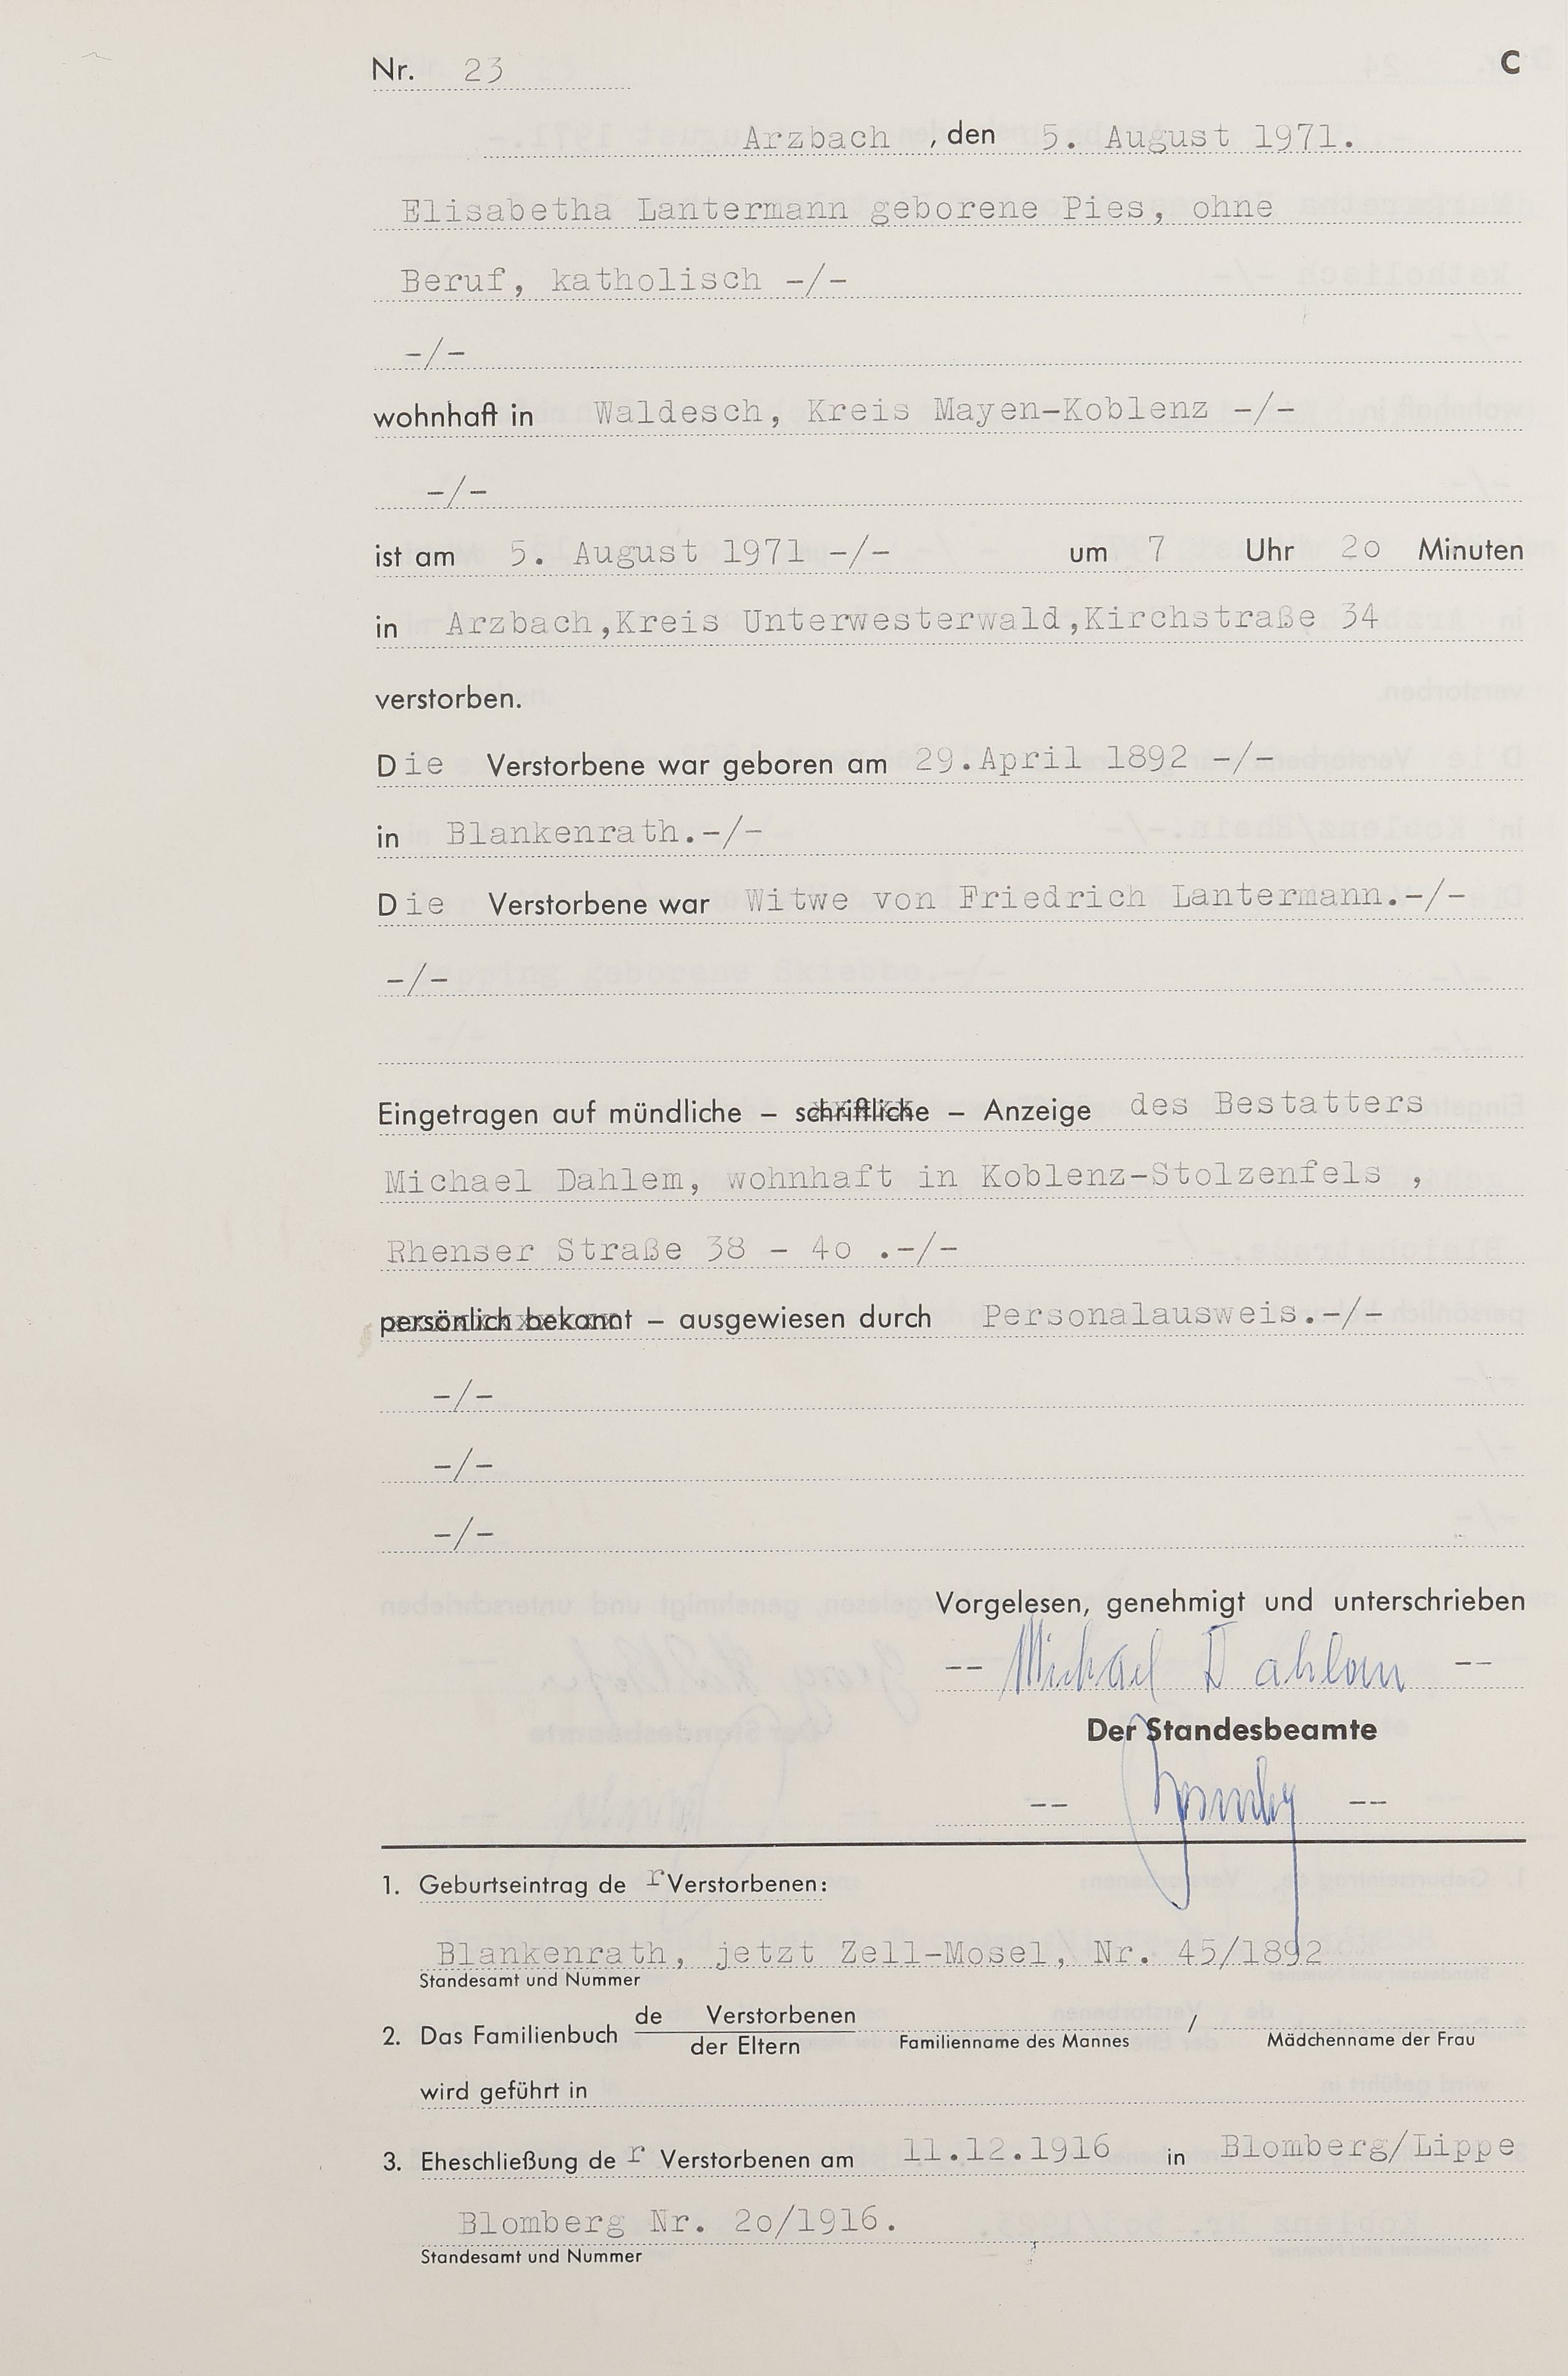 Nr. 23 C
Arzbach , den 5. August 1971.
Elisabetha Lantermann geborene Pies, ohne
Beruf, katholisch -/-
-/-
wohnhaft in Waldesch, Kreis Mayen-Koblenz -/-
-/-
ist am 5. August 1971 -/- um 7 Uhr 2o Minuten
in Arzbach,Kreis Unterwesterwald,Kirchstraße 34
verstorben.
Die Verstorbene war geboren am 29.April 1892 -/-
in Blankenrath.-/-
Die Verstorbene war Witwe von Friedrich Lantermann.-/-
-/-
Eingetragen auf mündliche – schriftliche – Anzeige des Bestatters
Michael Dahlem, wohnhaft in Koblenz-Stolzenfels ,
Rhenser Straße 38 - 4o .-/-
persönlich bekannt – ausgewiesen durch Personalausweis.-/-
-/-
-/-
-/-
Vorgelesen, genehmigt und unterschrieben
-- Michael Dahlem --
Der Standesbeamte
-- --
1. Geburtseintrag de r Verstorbenen:
Blankenrath, jetzt Zell-Mosel, Nr. 45/1892
Standesamt und Nummer
de Verstorbenen
2. Das Familienbuch /
der Eltern Familienname des Mannes Mädchenname der Frau
wird geführt in
3. Eheschließung de r Verstorbenen am 11.12.1916 in Blomberg/Lippe
Blomberg Nr. 2o/1916.
Standesamt und Nummer